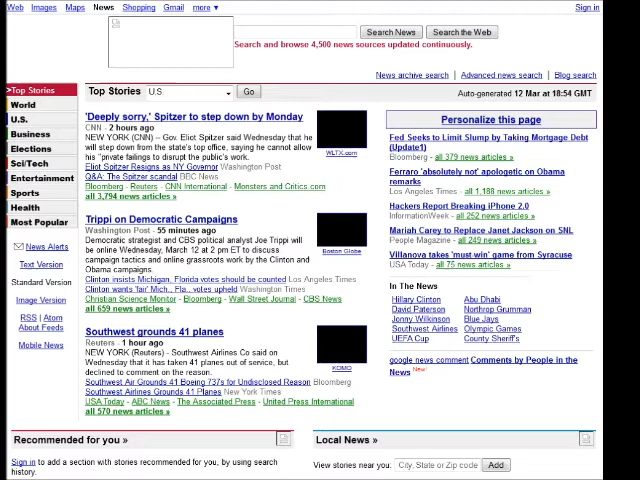 Web Images Maps News Shopping Gmail more ▼ Sign in
Search News Search the Web
Search and browse 4,500 news sources updated continuously.
News archive search | Advanced news search | Blog search
>Top Stories
World
U.S.
Business
Elections
Sci/Tech
Entertainment
Sports
Health
Most Popular
News Alerts
Text Version
Standard Version
Image Version
RSS | Atom
About Feeds
Mobile News
Top Stories U.S. Go Auto-generated 12 Mar at 18:54 GMT
'Deeply sorry,' Spitzer to step down by Monday
CNN - 2 hours ago
NEW YORK (CNN) -- Gov. Eliot Spitzer said Wednesday that he
will step down from the state's top office, saying he cannot allow
his "private failings to disrupt the public's work.
Eliot Spitzer Resigns as NY Governor Washington Post
Q&A: The Spitzer scandal BBC News
Bloomberg - Reuters - CNN International - Monsters and Critics.com
all 3,794 news articles »
WLTX.com
Trippi on Democratic Campaigns
Washington Post - 55 minutes ago
Democratic strategist and CBS political analyst Joe Trippi will
be online Wednesday, March 12 at 2 pm ET to discuss
campaign tactics and online grassroots work by the Clinton and
Obama campaigns.
Clinton insists Michigan, Florida votes should be counted Los Angeles Times
Clinton wants 'fair' Mich., Fla., votes upheld Washington Times
Christian Science Monitor - Bloomberg - Wall Street Journal - CBS News
all 659 news articles »
Boston Globe
Southwest grounds 41 planes
Reuters - 1 hour ago
NEW YORK (Reuters) - Southwest Airlines Co said on
Wednesday that it has taken 41 planes out of service, but
declined to comment on the reason.
Southwest Air Grounds 41 Boeing 737's for Undisclosed Reason Bloomberg
Southwest Airlines Grounds 41 Planes New York Times
USA Today - ABC News - The Associated Press - United Press International
all 570 news articles »
KOMO
Personalize this page
Fed Seeks to Limit Slump by Taking Mortgage Debt
(Update1)
Bloomberg - all 379 news articles »
Ferraro 'absolutely not' apologetic on Obama
remarks
Los Angeles Times - all 1,188 news articles »
Hackers Report Breaking iPhone 2.0
InformationWeek - all 252 news articles »
Mariah Carey to Replace Janet Jackson on SNL
People Magazine - all 249 news articles »
Villanova takes 'must-win' game from Syracuse
USA Today - all 75 news articles »
In The News
Hillary Clinton Abu Dhabi
David Paterson Northrop Grumman
Jonny Wilkinson Blue Jays
Southwest Airlines Olympic Games
UEFA Cup County Sheriff's
google news comment Comments by People in the
News New!
Recommended for you »
Sign in to add a section with stories recommended for you, by using search
history.
Local News »
View stories near you: City, State or Zip code Add